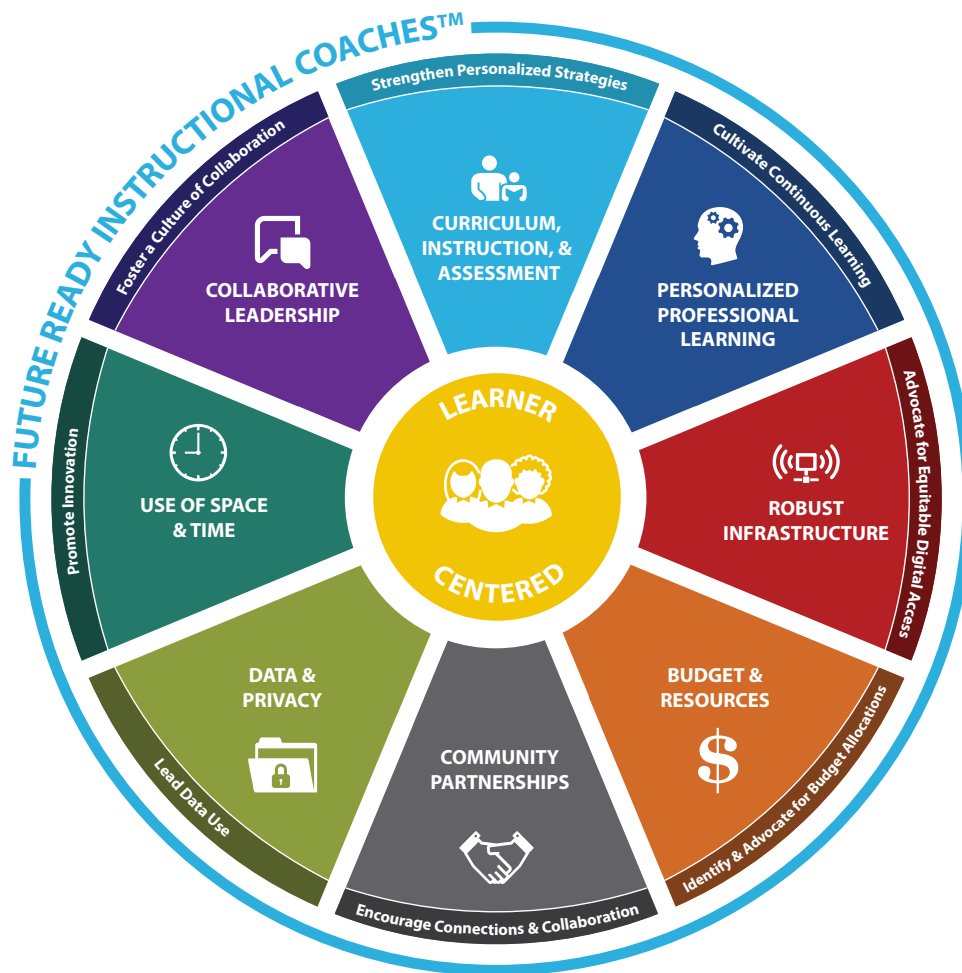 FUTURE READY INSTRUCTIONAL COACHES™
Strengthen Personalized Strategies
CURRICULUM,
INSTRUCTION, &
ASSESSMENT
Cultivate Continuous Learning
PERSONALIZED
PROFESSIONAL
LEARNING
Advocate for Equitable Digital Access
ROBUST
INFRASTRUCTURE
Identify & Advocate for Budget Allocations
BUDGET &
RESOURCES
$
Encourage Connections & Collaboration
COMMUNITY
PARTNERSHIPS
Lead Data Use
DATA &
PRIVACY
Promote Innovation
USE OF SPACE
& TIME
Foster a Culture of Collaboration
COLLABORATIVE
LEADERSHIP
LEARNER
CENTERED